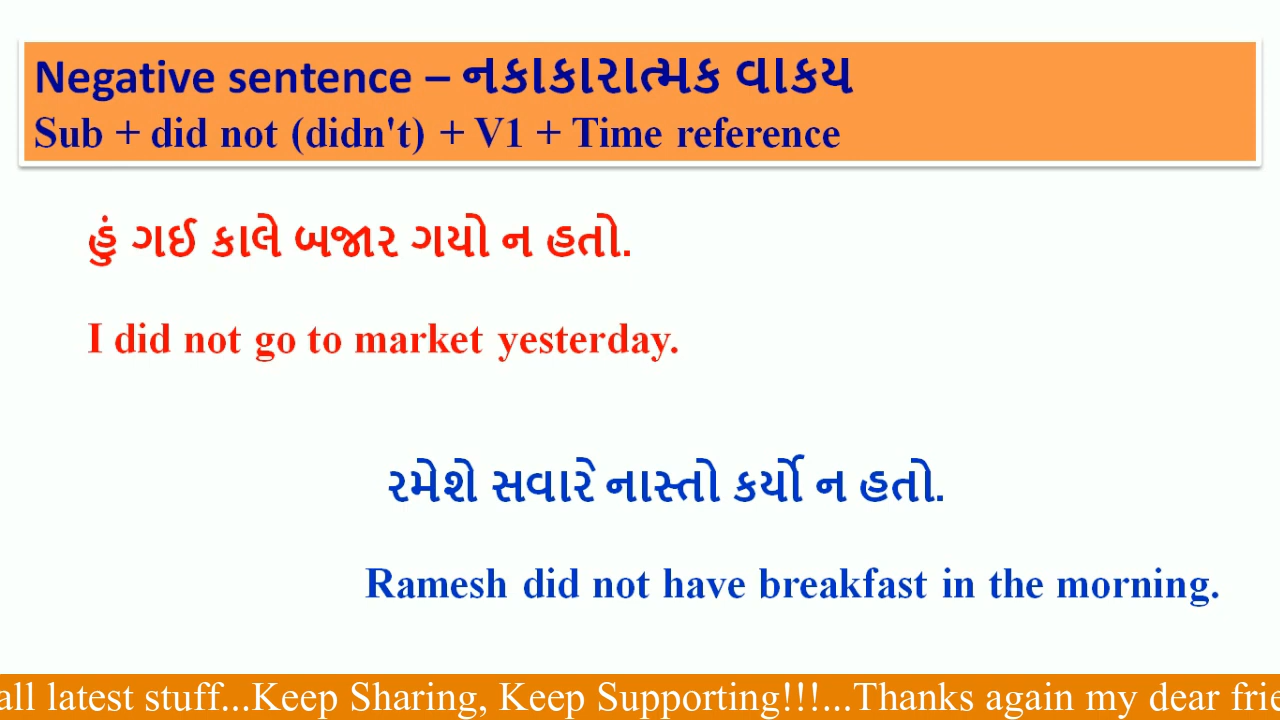 Negative sentence – નકાકારાત્મક વાકય
Sub + did not (didn't) + V1 + Time reference
હું ગઈ કાલે બજાર ગયો ન હતો.
I did not go to market yesterday.
રમેશે સવારે નાસ્તો કર્યો ન હતો.
Ramesh did not have breakfast in the morning.
all latest stuff...Keep Sharing, Keep Supporting!!!...Thanks again my dear frie